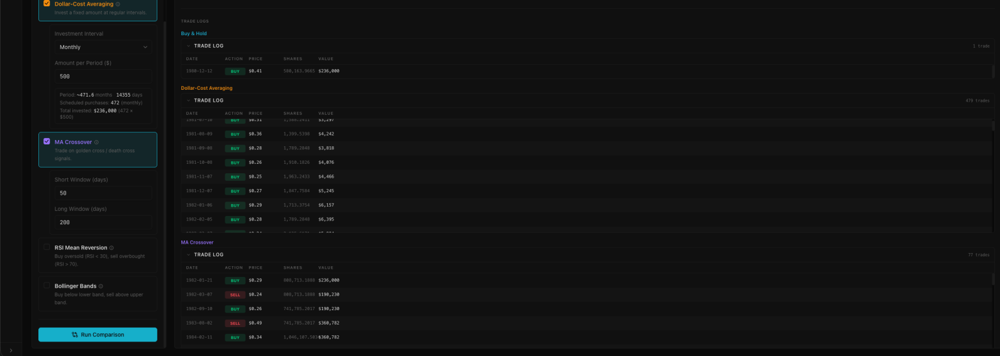 Dollar-Cost Averaging
Invest a fixed amount at regular intervals.
Investment Interval
Monthly
Amount per Period ($)
500
Period: ~471.6 months 14355 days
Scheduled purchases: 472 (monthly)
Total invested: $236,000 (472 ×
$500)
MA Crossover
Trade on golden cross / death cross
signals.
Short Window (days)
50
Long Window (days)
200
RSI Mean Reversion
Buy oversold (RSI < 30), sell overbought
(RSI > 70).
Bollinger Bands
Buy below lower band, sell above upper
band.
Run Comparison
TRADE LOGS
Buy & Hold
TRADE LOG 1 trade
DATE ACTION PRICE SHARES VALUE
1980-12-12 BUY $0.41 580,163.9665 $236,000
Dollar-Cost Averaging
TRADE LOG 479 trades
DATE ACTION PRICE SHARES VALUE
1981-07-10 BUY $0.31 $3,297
1981-08-09 BUY $0.36 1,399.5398 $4,242
1981-09-08 BUY $0.28 1,789.2048 $3,818
1981-10-08 BUY $0.26 1,910.1826 $4,076
1981-11-07 BUY $0.25 1,963.2433 $4,466
1981-12-07 BUY $0.27 1,847.7584 $5,245
1982-01-06 BUY $0.29 1,713.3754 $6,157
1982-02-05 BUY $0.28 1,789.2048 $6,395
MA Crossover
TRADE LOG 77 trades
DATE ACTION PRICE SHARES VALUE
1982-01-21 BUY $0.29 808,713.1888 $236,000
1982-03-07 SELL $0.24 808,713.1888 $190,230
1982-09-10 BUY $0.26 741,785.2017 $190,230
1983-08-02 SELL $0.49 741,785.2017 $360,782
1984-02-11 BUY $0.34 1,046,107.503 $360,782